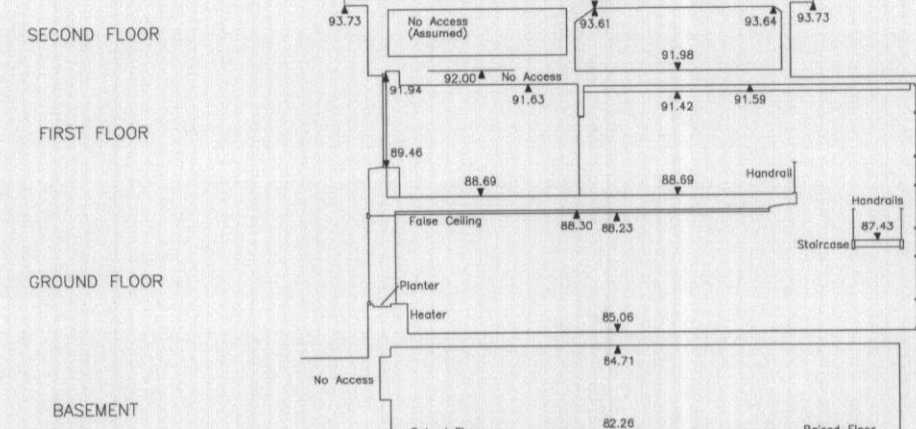 93.73
93.61
93.64
93.73
SECOND FLOOR
No Access
(Assumed)
91.98
92.00
No Access
91.94
91.63
91.42
91.59
FIRST FLOOR
89.46
88.69
88.69
Handrail
Handrails
False Ceiling
88.30
88.23
87.43
Staircase
GROUND FLOOR
Planter
Heater
85.06
84.71
No Access
BASEMENT
82.26
Raised Floor